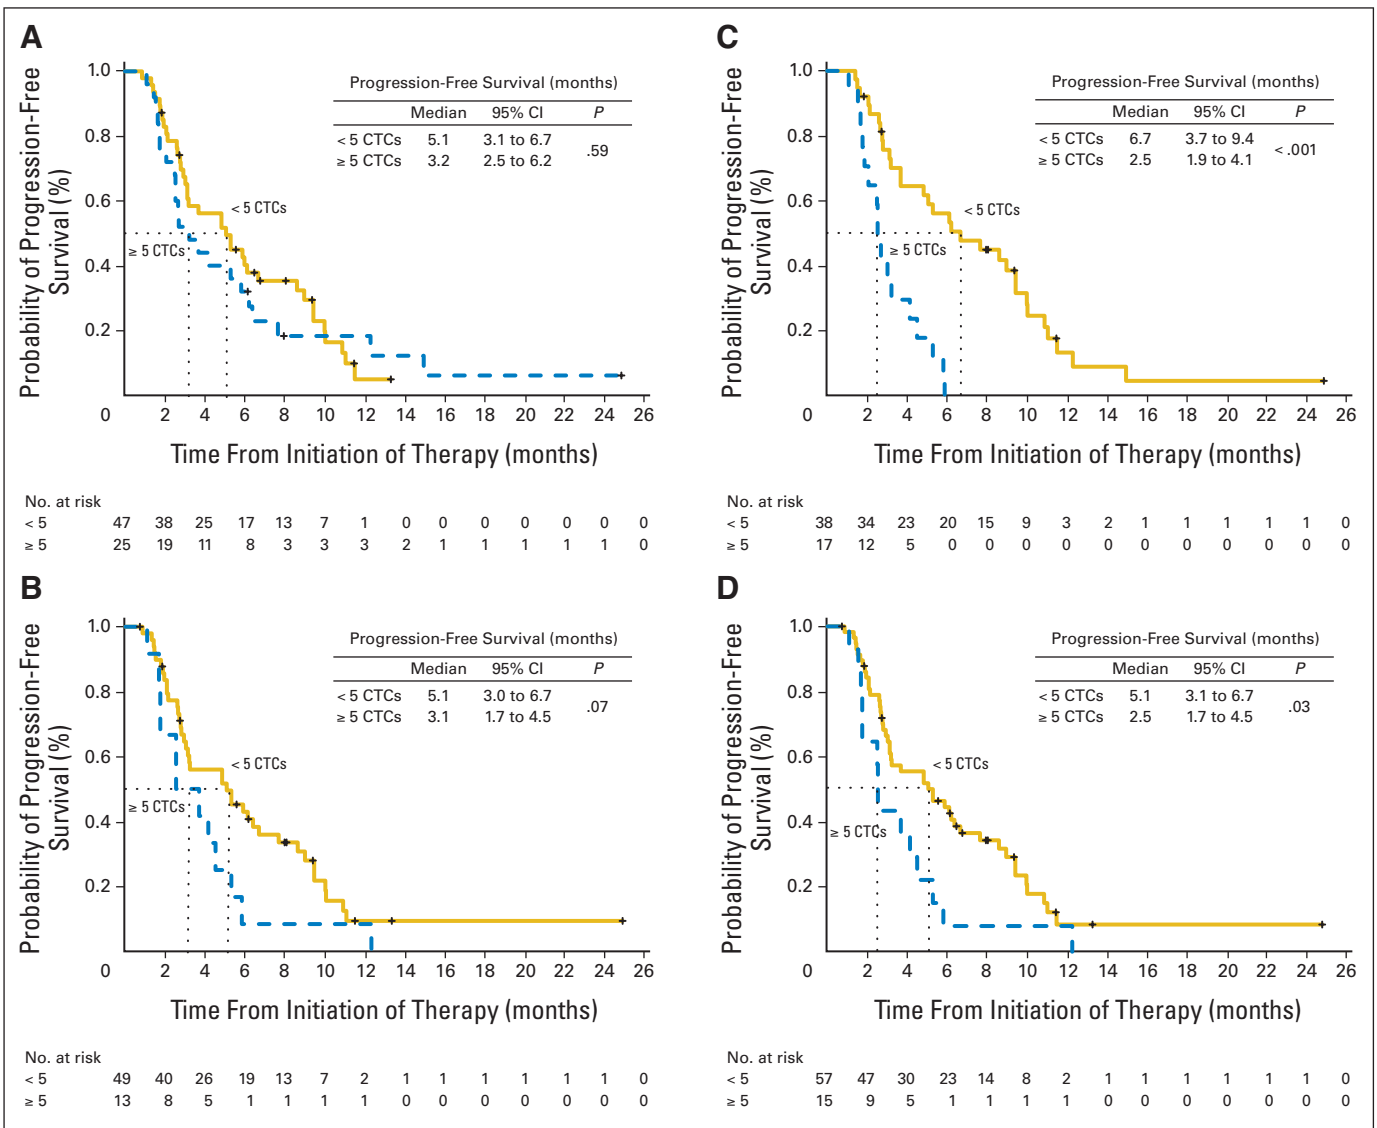 A
Probability of Progression-Free
Survival (%)
1.0
0.8
0.6
0.4
0.2
0
2 4 6 8 10 12 14 16 18 20 22 24 26
Progression-Free Survival (months)
Median 95% CI P
< 5 CTCs 5.1 3.1 to 6.7
.59
≥ 5 CTCs 3.2 2.5 to 6.2
< 5 CTCs
≥ 5 CTCs
Time From Initiation of Therapy (months)
No. at risk
< 5 47 38 25 17 13 7 1 0 0 0 0 0 0 0
≥ 5 25 19 11 8 3 3 3 2 1 1 1 1 1 0
C
Probability of Progression-Free
Survival (%)
1.0
0.8
0.6
0.4
0.2
0
2 4 6 8 10 12 14 16 18 20 22 24 26
Progression-Free Survival (months)
Median 95% CI P
< 5 CTCs 6.7 3.7 to 9.4
< .001
≥ 5 CTCs 2.5 1.9 to 4.1
< 5 CTCs
≥ 5 CTCs
Time From Initiation of Therapy (months)
No. at risk
< 5 38 34 23 20 15 9 3 2 1 1 1 1 1 0
≥ 5 17 12 5 0 0 0 0 0 0 0 0 0 0 0
B
Probability of Progression-Free
Survival (%)
1.0
0.8
0.6
0.4
0.2
0
2 4 6 8 10 12 14 16 18 20 22 24 26
Progression-Free Survival (months)
Median 95% CI P
< 5 CTCs 5.1 3.0 to 6.7
.07
≥ 5 CTCs 3.1 1.7 to 4.5
< 5 CTCs
≥ 5 CTCs
Time From Initiation of Therapy (months)
No. at risk
< 5 49 40 26 19 13 7 2 1 1 1 1 1 1 0
≥ 5 13 8 5 1 1 1 1 0 0 0 0 0 0 0
D
Probability of Progression-Free
Survival (%)
1.0
0.8
0.6
0.4
0.2
0
2 4 6 8 10 12 14 16 18 20 22 24 26
Progression-Free Survival (months)
Median 95% CI P
< 5 CTCs 5.1 3.1 to 6.7
.03
≥ 5 CTCs 2.5 1.7 to 4.5
< 5 CTCs
≥ 5 CTCs
Time From Initiation of Therapy (months)
No. at risk
< 5 57 47 30 23 14 8 2 1 1 1 1 1 1 0
≥ 5 15 9 5 1 1 1 1 0 0 0 0 0 0 0